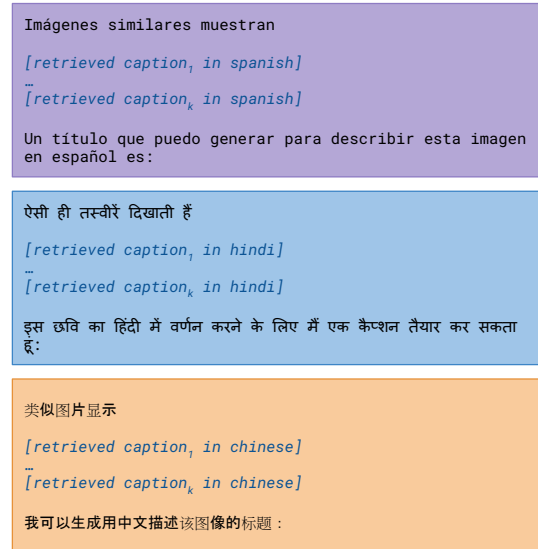 Imágenes similares muestran
[retrieved caption₁ in spanish]
…
[retrieved caption_k in spanish]
Un título que puedo generar para describir esta imagen
en español es:
ऐसी ही तस्वीरें दिखाती हैं
[retrieved caption₁ in hindi]
…
[retrieved caption_k in hindi]
इस छवि का हिंदी में वर्णन करने के लिए मैं एक कैप्शन तैयार कर सकता
हूं:
类似图片显示
[retrieved caption₁ in chinese]
…
[retrieved caption_k in chinese]
我可以生成用中文描述该图像的标题：